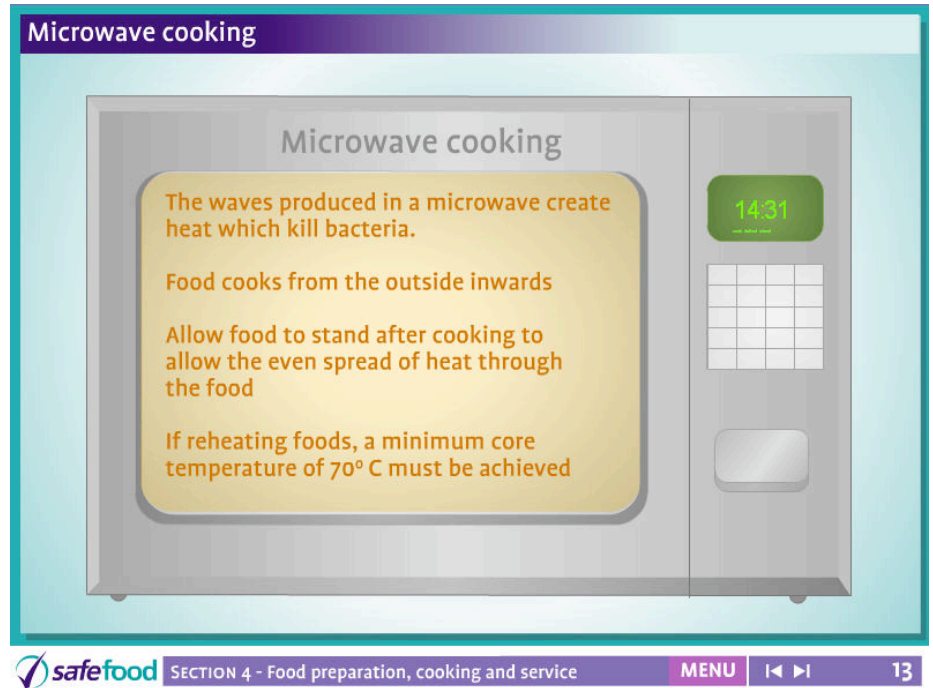 Microwave cooking
Microwave cooking
The waves produced in a microwave create
heat which kill bacteria.
14:31
Food cooks from the outside inwards
Allow food to stand after cooking to
allow the even spread of heat through
the food
If reheating foods, a minimum core
temperature of 70º C must be achieved
safefood SECTION 4 - Food preparation, cooking and service MENU 13